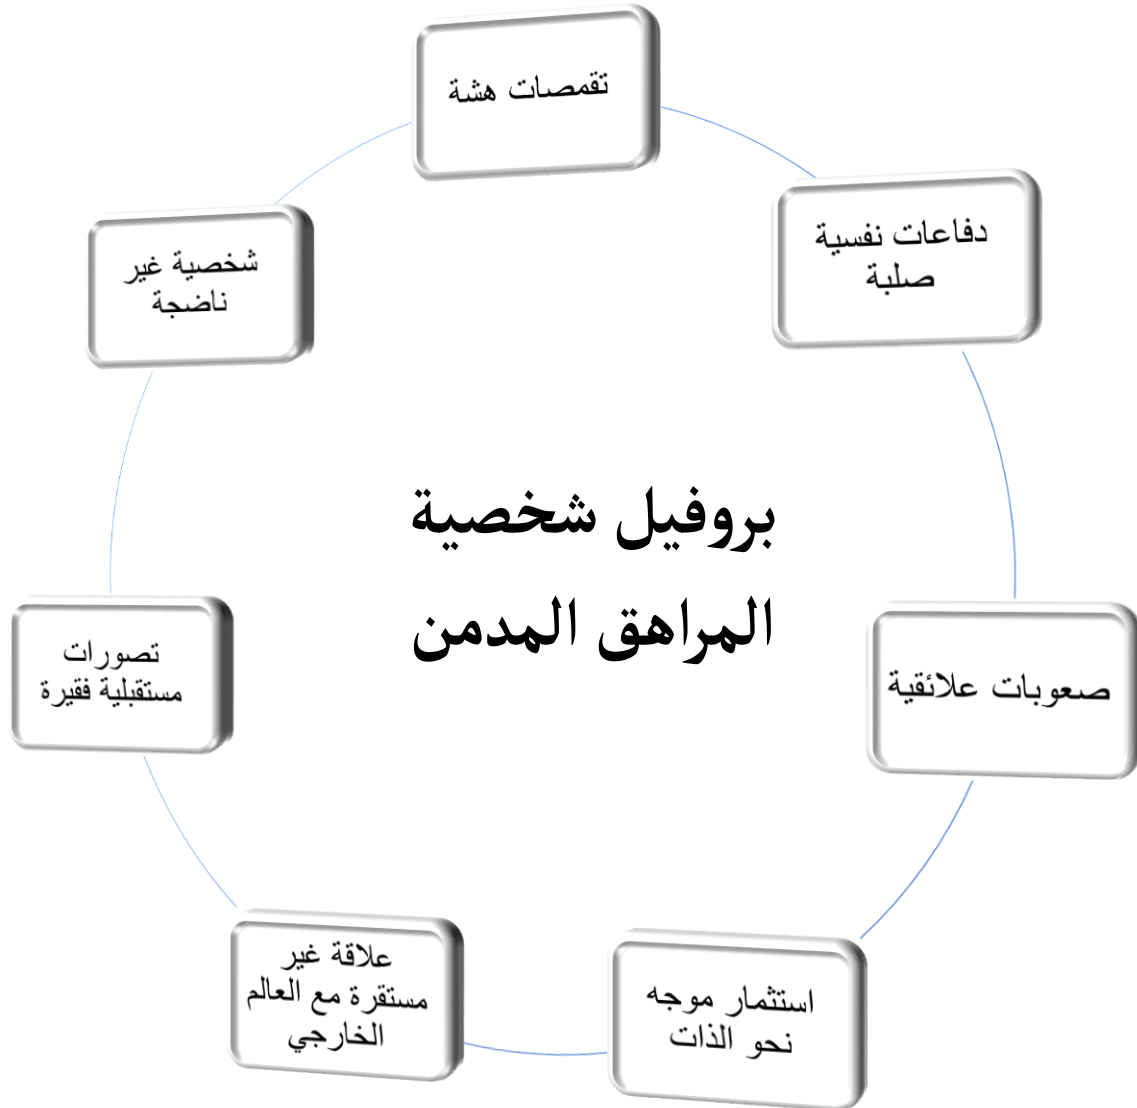 تقمصات هشة
دفاعات نفسية
صلبة
شخصية غير
ناضجة
بروفيل شخصية
المراهق المدمن
صعوبات علائقية
تصورات
مستقبلية فقيرة
استثمار موجه
نحو الذات
علاقة غير
مستقرة مع العالم
الخارجي